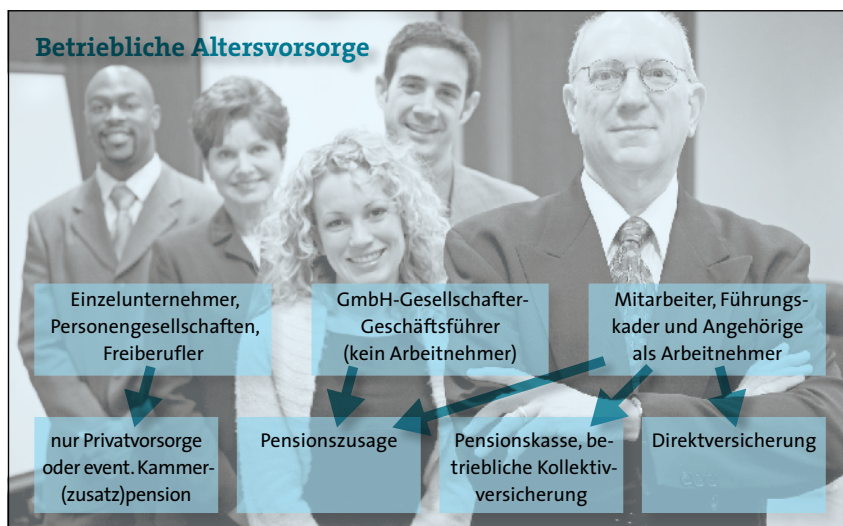 Betriebliche Altersvorsorge
Einzelunternehmer,
Personengesellschaften,
Freiberufler
GmbH-Gesellschafter-
Geschäftsführer
(kein Arbeitnehmer)
Mitarbeiter, Führungs-
kader und Angehörige
als Arbeitnehmer
nur Privatvorsorge
oder event. Kammer-
(zusatz)pension
Pensionszusage
Pensionskasse, be-
triebliche Kollektiv-
versicherung
Direktversicherung